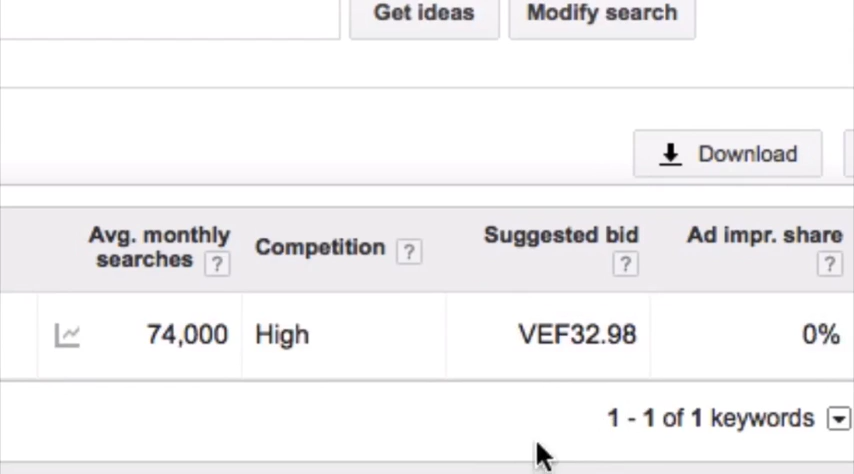 Get ideas Modify search
Download
Avg. monthly searches ? Competition ? Suggested bid ? Ad impr. share ?
74,000 High VEF32.98 0%
1 - 1 of 1 keywords